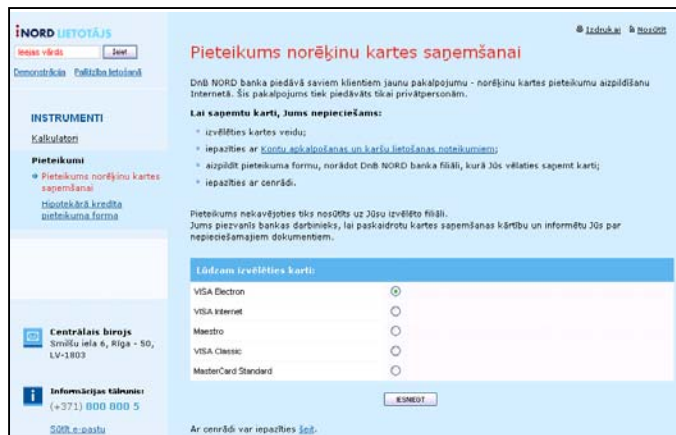 iNORD LIETOTĀJS
Ieejas vārds
Ieiet
Demonstrācija
Palīdzība lietošanā
INSTRUMENTI
Kalkulatori
Pieteikumi
Pieteikums norēķinu kartes
saņemšanai
Hipotekārā kredīta
pieteikuma forma
Centrālais birojs
Smilšu iela 6, Rīga - 50,
LV-1803
Informācijas tālrunis:
(+371) 800 800 5
Sūtīt e-pastu
Izdrukai
Nosūtīt
Pieteikums norēķinu kartes saņemšanai
DnB NORD banka piedāvā saviem klientiem jaunu pakalpojumu - norēķinu kartes pieteikumu aizpildīšanu
Internetā. Šis pakalpojums tiek piedāvāts tikai privātpersonām.
Lai saņemtu karti, Jums nepieciešams:
izvēlēties kartes veidu;
iepazīties ar Kontu apkalpošanas un karšu lietošanas noteikumiem;
aizpildīt pieteikuma formu, norādot DnB NORD banka filiāli, kurā Jūs vēlaties saņemt karti;
iepazīties ar cenrādi.
Pieteikums nekavējoties tiks nosūtīts uz Jūsu izvēlēto filiāli.
Jums piezvanīs bankas darbinieks, lai paskaidrotu kartes saņemšanas kārtību un informētu Jūs par
nepieciešamajiem dokumentiem.
Lūdzam izvēlēties karti:
VISA Electron
VISA Internet
Maestro
VISA Classic
MasterCard Standard
IESNIEGT
Ar cenrādi var iepazīties šeit.